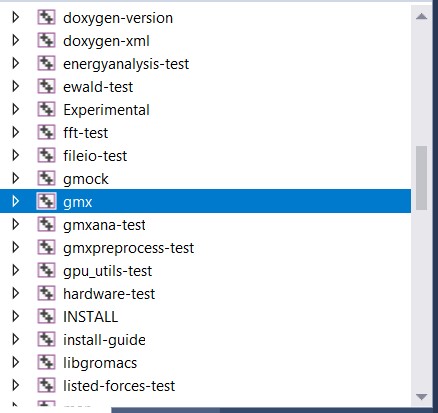 doxygen-version
doxygen-xml
energyanalysis-test
ewald-test
Experimental
fft-test
fileio-test
gmock
gmx
gmxana-test
gmxpreprocess-test
gpu_utils-test
hardware-test
INSTALL
install-guide
libgromacs
listed-forces-test